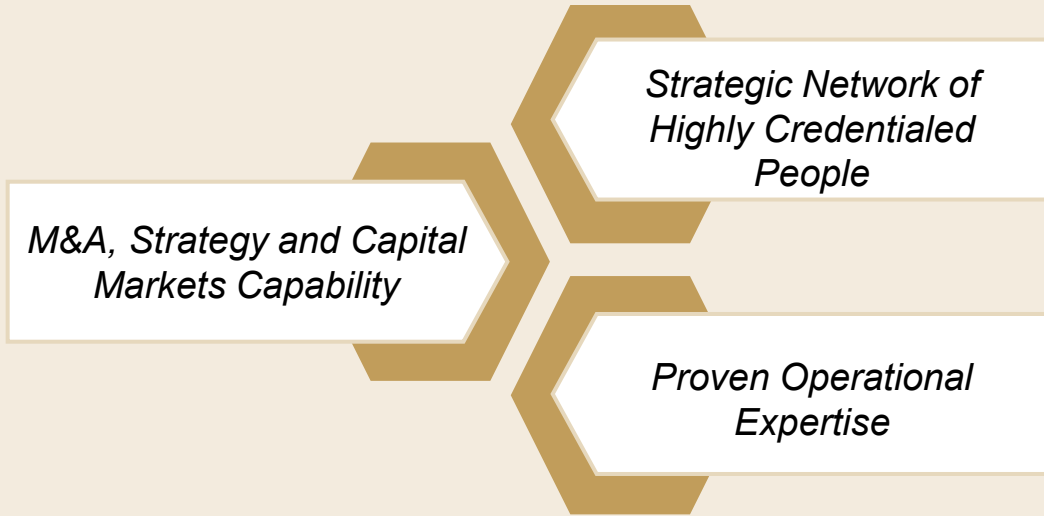 Strategic Network of
Highly Credentialed
People
M&A, Strategy and Capital
Markets Capability
Proven Operational
Expertise